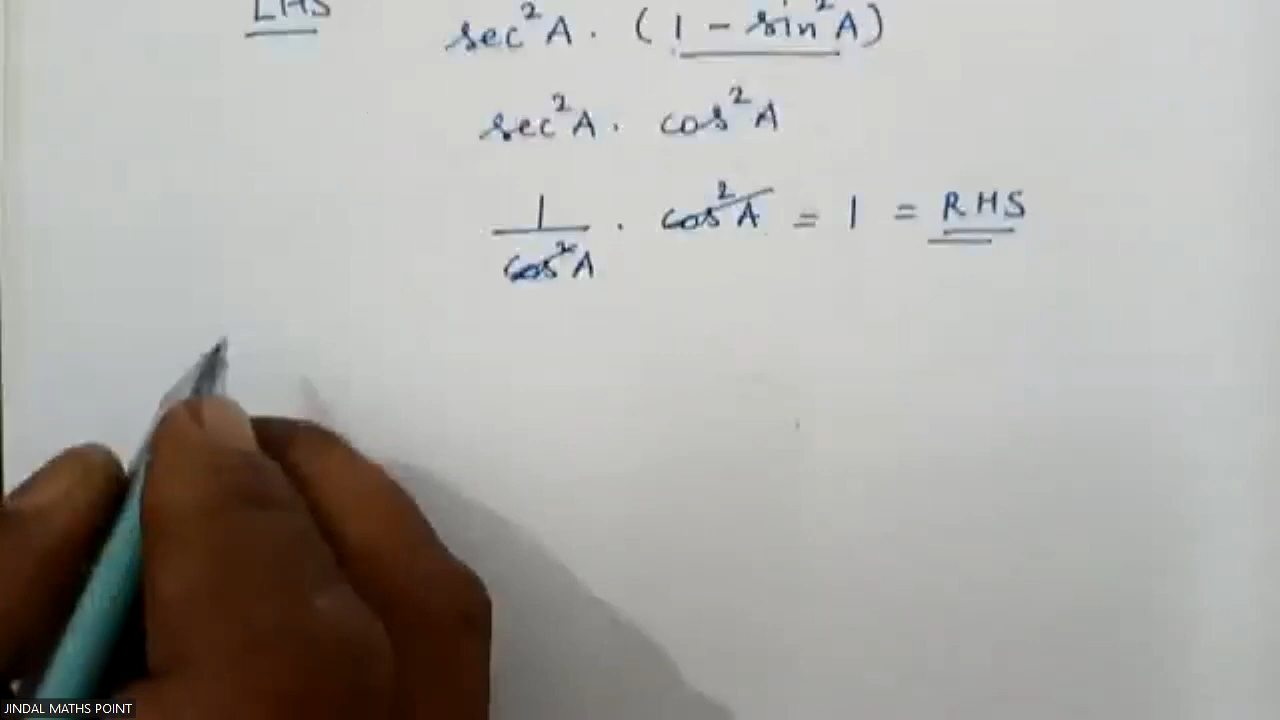 LHS sec²A · (1 − sin²A)
sec²A · cos²A
1/cos²A · cos²A = 1 = RHS
JINDAL MATHS POINT